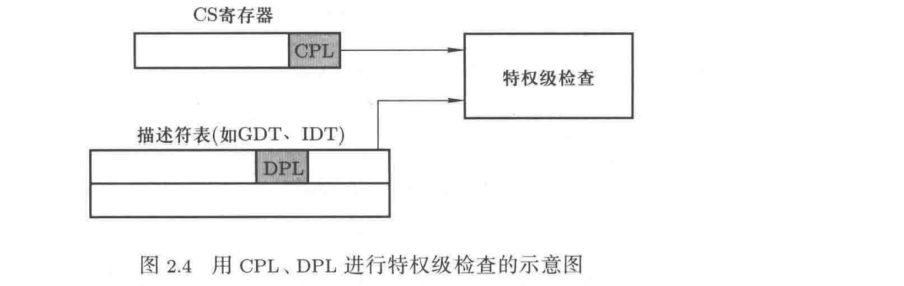 CS寄存器
CPL
特权级检查
描述符表(如GDT、IDT)
DPL
图 2.4 用 CPL、DPL 进行特权级检查的示意图